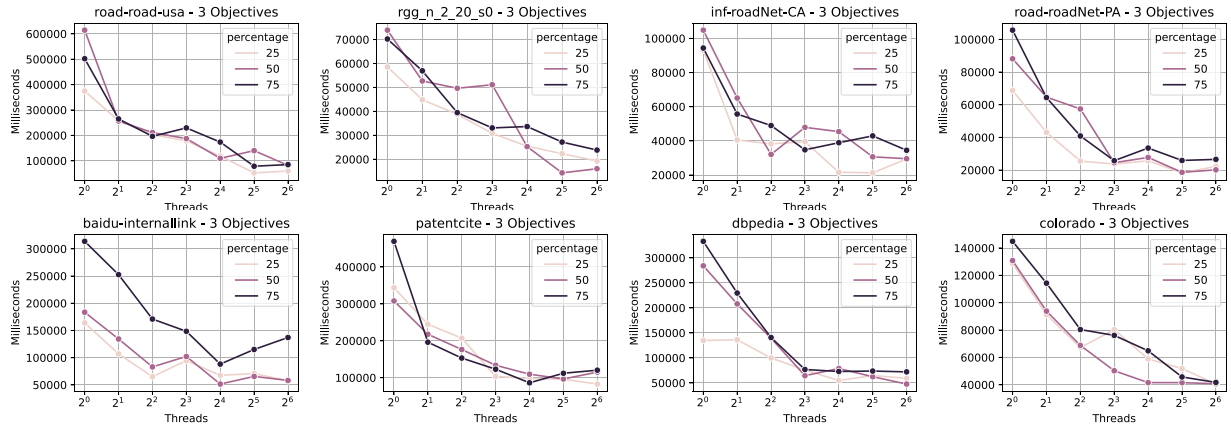 road-road-usa - 3 Objectives
600000
500000
400000
300000
200000
100000
Milliseconds
percentage
25
50
75
2^0 2^1 2^2 2^3 2^4 2^5 2^6
Threads
rgg_n_2_20_s0 - 3 Objectives
70000
60000
50000
40000
30000
20000
Milliseconds
percentage
25
50
75
2^0 2^1 2^2 2^3 2^4 2^5 2^6
Threads
inf-roadNet-CA - 3 Objectives
100000
80000
60000
40000
20000
Milliseconds
percentage
25
50
75
2^0 2^1 2^2 2^3 2^4 2^5 2^6
Threads
road-roadNet-PA - 3 Objectives
100000
80000
60000
40000
20000
Milliseconds
percentage
25
50
75
2^0 2^1 2^2 2^3 2^4 2^5 2^6
Threads
baidu-internallink - 3 Objectives
300000
250000
200000
150000
100000
50000
Milliseconds
percentage
25
50
75
2^0 2^1 2^2 2^3 2^4 2^5 2^6
Threads
patentcite - 3 Objectives
400000
300000
200000
100000
Milliseconds
percentage
25
50
75
2^0 2^1 2^2 2^3 2^4 2^5 2^6
Threads
dbpedia - 3 Objectives
300000
250000
200000
150000
100000
50000
Milliseconds
percentage
25
50
75
2^0 2^1 2^2 2^3 2^4 2^5 2^6
Threads
colorado - 3 Objectives
140000
120000
100000
80000
60000
40000
Milliseconds
percentage
25
50
75
2^0 2^1 2^2 2^3 2^4 2^5 2^6
Threads